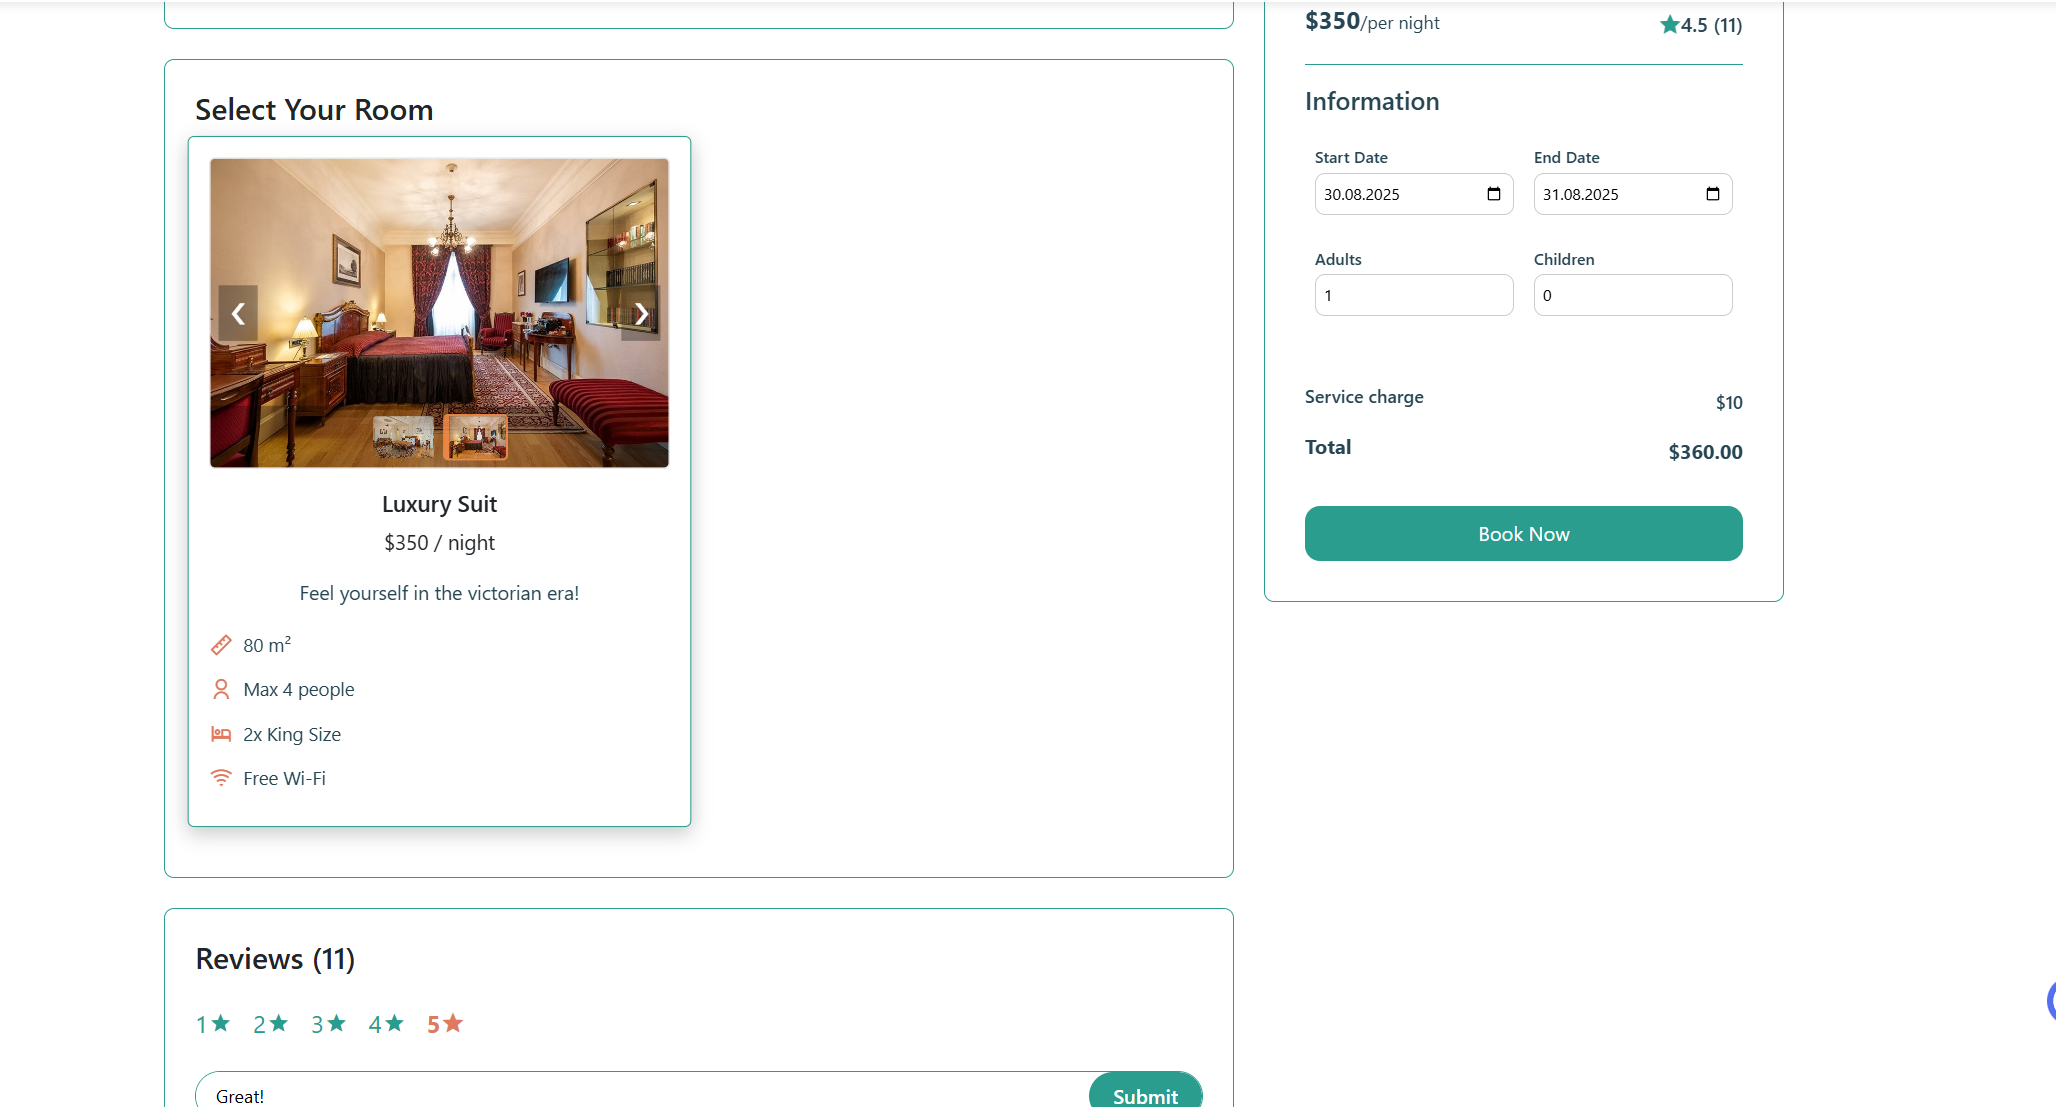 Select Your Room
Luxury Suit
$350 / night
Feel yourself in the victorian era!
80 m²
Max 4 people
2x King Size
Free Wi-Fi
Reviews (11)
1★ 2★ 3★ 4★ 5★
Great!
Submit
$350/per night
★4.5 (11)
Information
Start Date End Date
30.08.2025 31.08.2025
Adults Children
1 0
Service charge $10
Total $360.00
Book Now